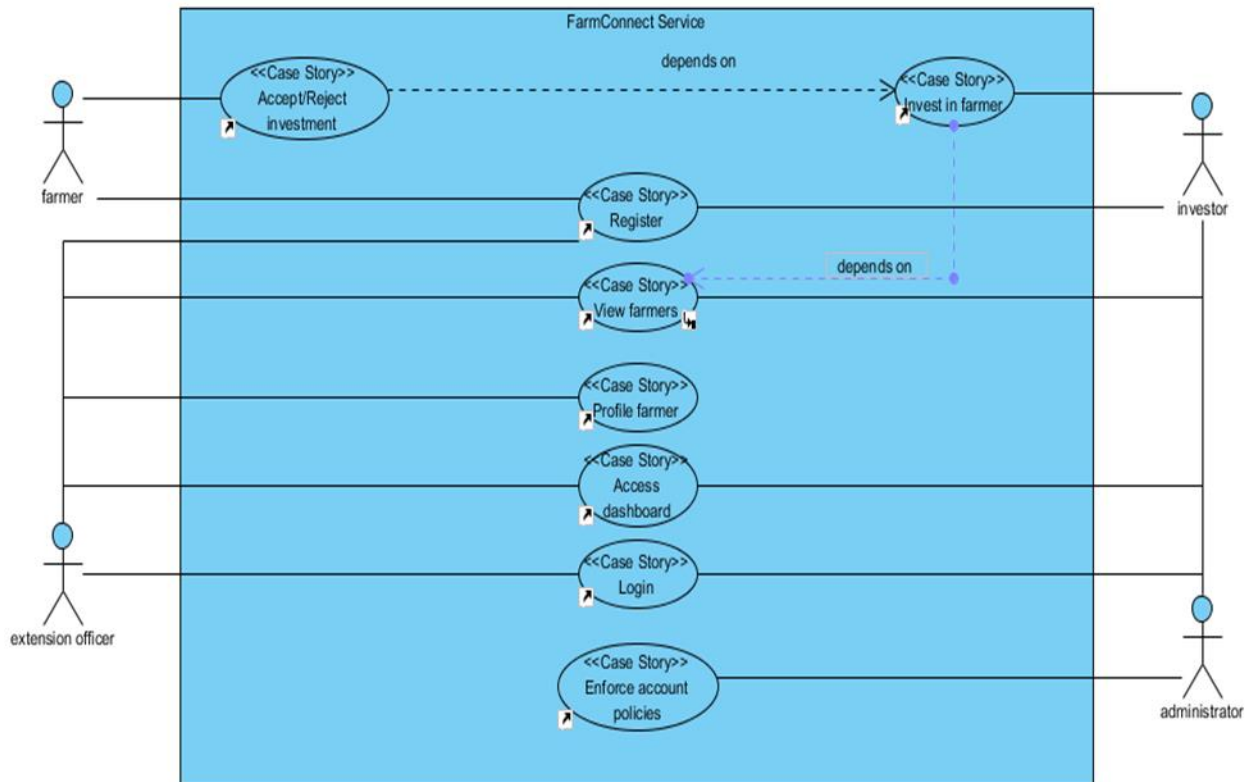 FarmConnect Service
depends on
<<Case Story>>
Accept/Reject
investment
<<Case Story>>
Invest in farmer
farmer
investor
<<Case Story>>
Register
depends on
<<Case Story>>
View farmers
<<Case Story>>
Profile farmer
<<Case Story>>
Access
dashboard
<<Case Story>>
Login
extension officer
<<Case Story>>
Enforce account
policies
administrator